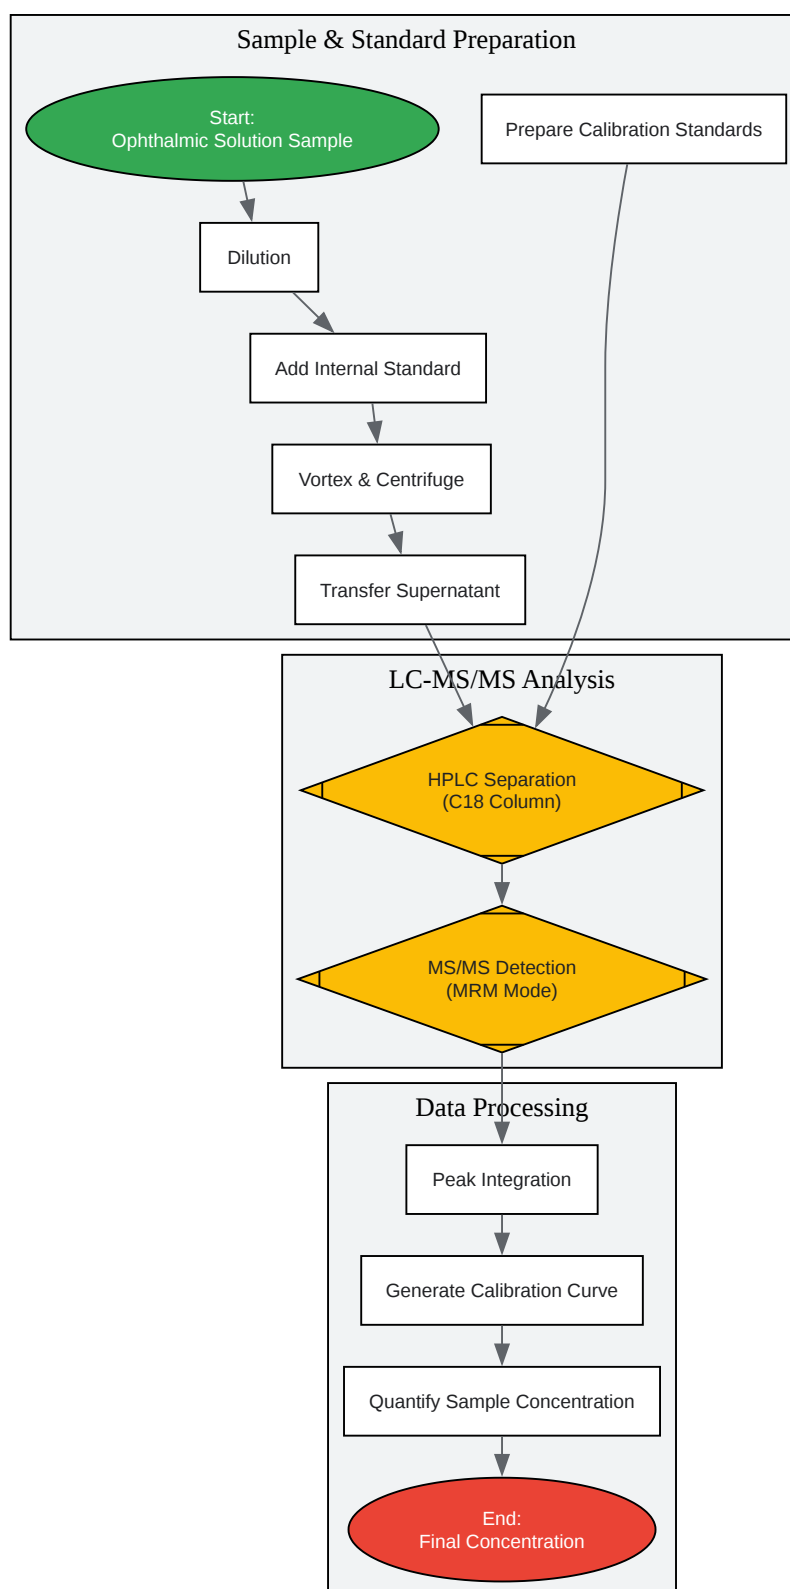 Sample & Standard Preparation
Start:
Ophthalmic Solution Sample
Prepare Calibration Standards
Dilution
Add Internal Standard
Vortex & Centrifuge
Transfer Supernatant
LC-MS/MS Analysis
HPLC Separation
(C18 Column)
MS/MS Detection
(MRM Mode)
Data Processing
Peak Integration
Generate Calibration Curve
Quantify Sample Concentration
End:
Final Concentration